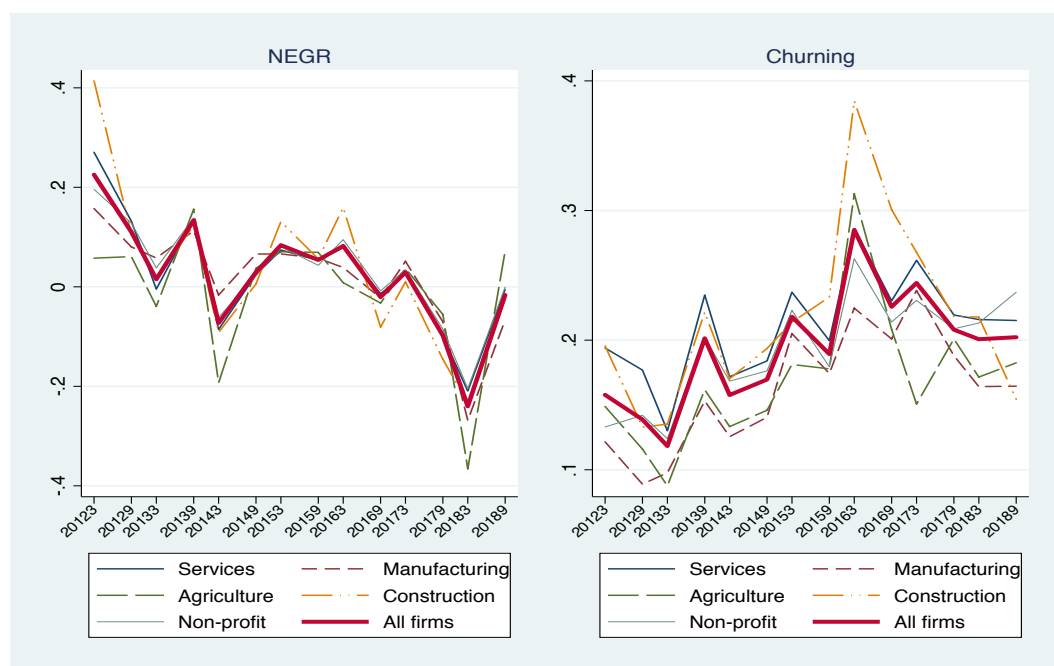 NEGR
.4
.2
0
-.2
-.4
20123 20129 20133 20139 20143 20149 20153 20159 20163 20169 20173 20179 20183 20189
Services Manufacturing
Agriculture Construction
Non-profit All firms
Churning
.4
.3
.2
.1
20123 20129 20133 20139 20143 20149 20153 20159 20163 20169 20173 20179 20183 20189
Services Manufacturing
Agriculture Construction
Non-profit All firms